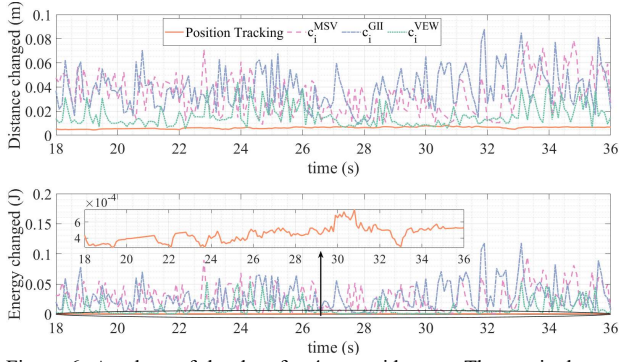 0.1
0.08
0.06
0.04
0.02
0
Distance changed (m)
Position Tracking c_i^MSV c_i^GII c_i^VEW
18 20 22 24 26 28 30 32 34 36
time (s)
0.2
0.15
0.1
0.05
0
Energy changed (J)
×10^-4
6
4
18 20 22 24 26 28 30 32 34 36
18 20 22 24 26 28 30 32 34 36
time (s)